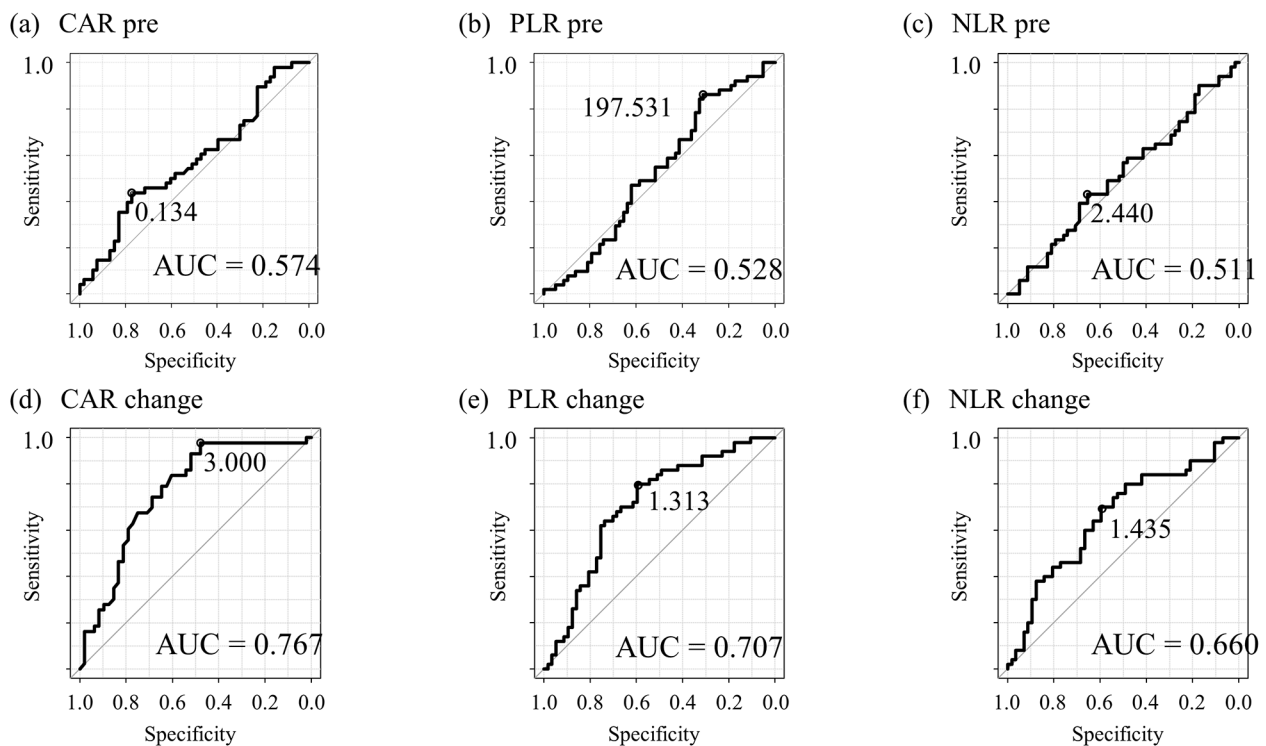 (a) CAR pre
1.0
Sensitivity
0.134
AUC = 0.574
1.0 0.8 0.6 0.4 0.2 0.0
Specificity
(b) PLR pre
1.0
Sensitivity
197.531
AUC = 0.528
1.0 0.8 0.6 0.4 0.2 0.0
Specificity
(c) NLR pre
1.0
Sensitivity
2.440
AUC = 0.511
1.0 0.8 0.6 0.4 0.2 0.0
Specificity
(d) CAR change
1.0
Sensitivity
3.000
AUC = 0.767
1.0 0.8 0.6 0.4 0.2 0.0
Specificity
(e) PLR change
1.0
Sensitivity
1.313
AUC = 0.707
1.0 0.8 0.6 0.4 0.2 0.0
Specificity
(f) NLR change
1.0
Sensitivity
1.435
AUC = 0.660
1.0 0.8 0.6 0.4 0.2 0.0
Specificity